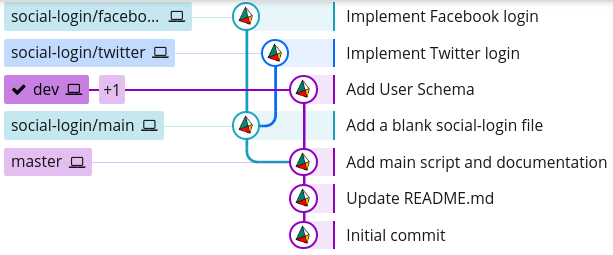 social-login/facebo... Implement Facebook login
social-login/twitter Implement Twitter login
dev +1 Add User Schema
social-login/main Add a blank social-login file
master Add main script and documentation
Update README.md
Initial commit